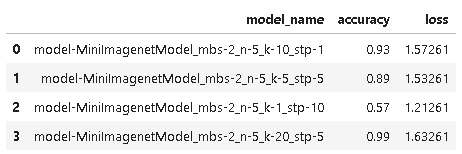 model_name accuracy loss
0 model-MiniImagenetModel_mbs-2_n-5_k-10_stp-1 0.93 1.57261
1 model-MiniImagenetModel_mbs-2_n-5_k-5_stp-5 0.89 1.53261
2 model-MiniImagenetModel_mbs-2_n-5_k-1_stp-10 0.57 1.21261
3 model-MiniImagenetModel_mbs-2_n-5_k-20_stp-5 0.99 1.63261